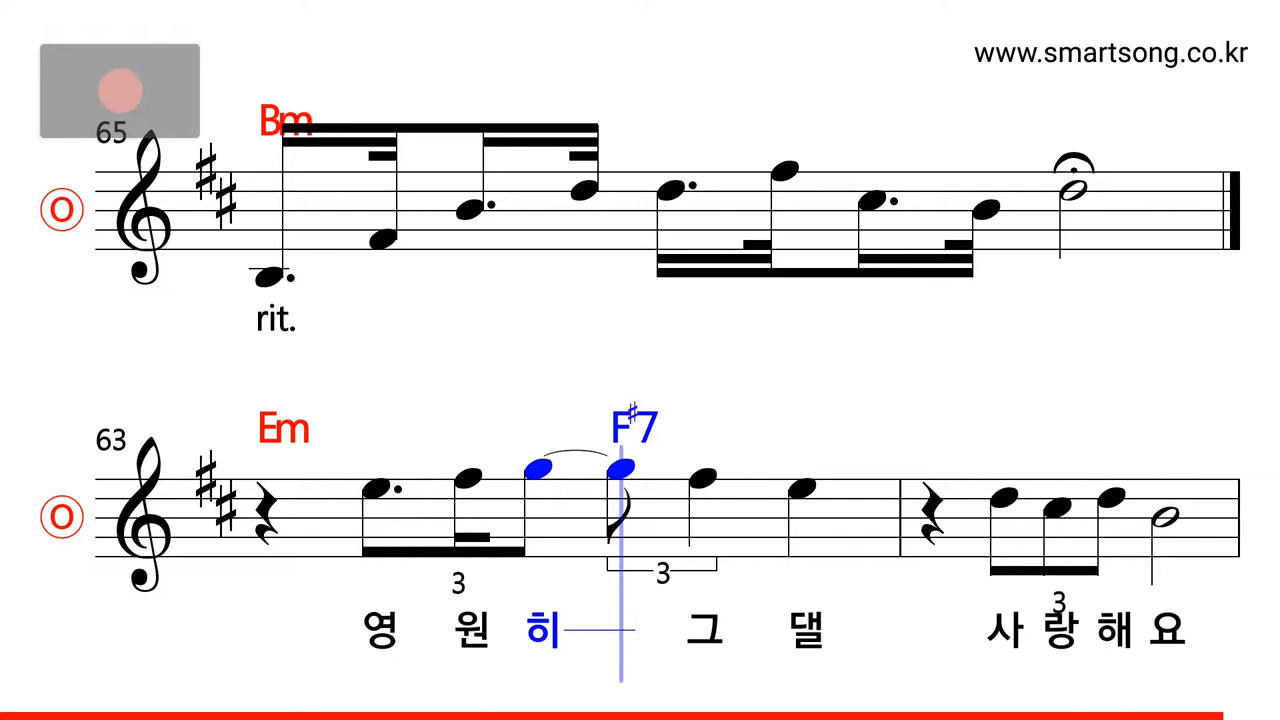 www.smartsong.co.kr
65
Bm
O
rit.
63
Em F♯7
O
3 3 3
영 원 히 그 댈 사 랑 해 요